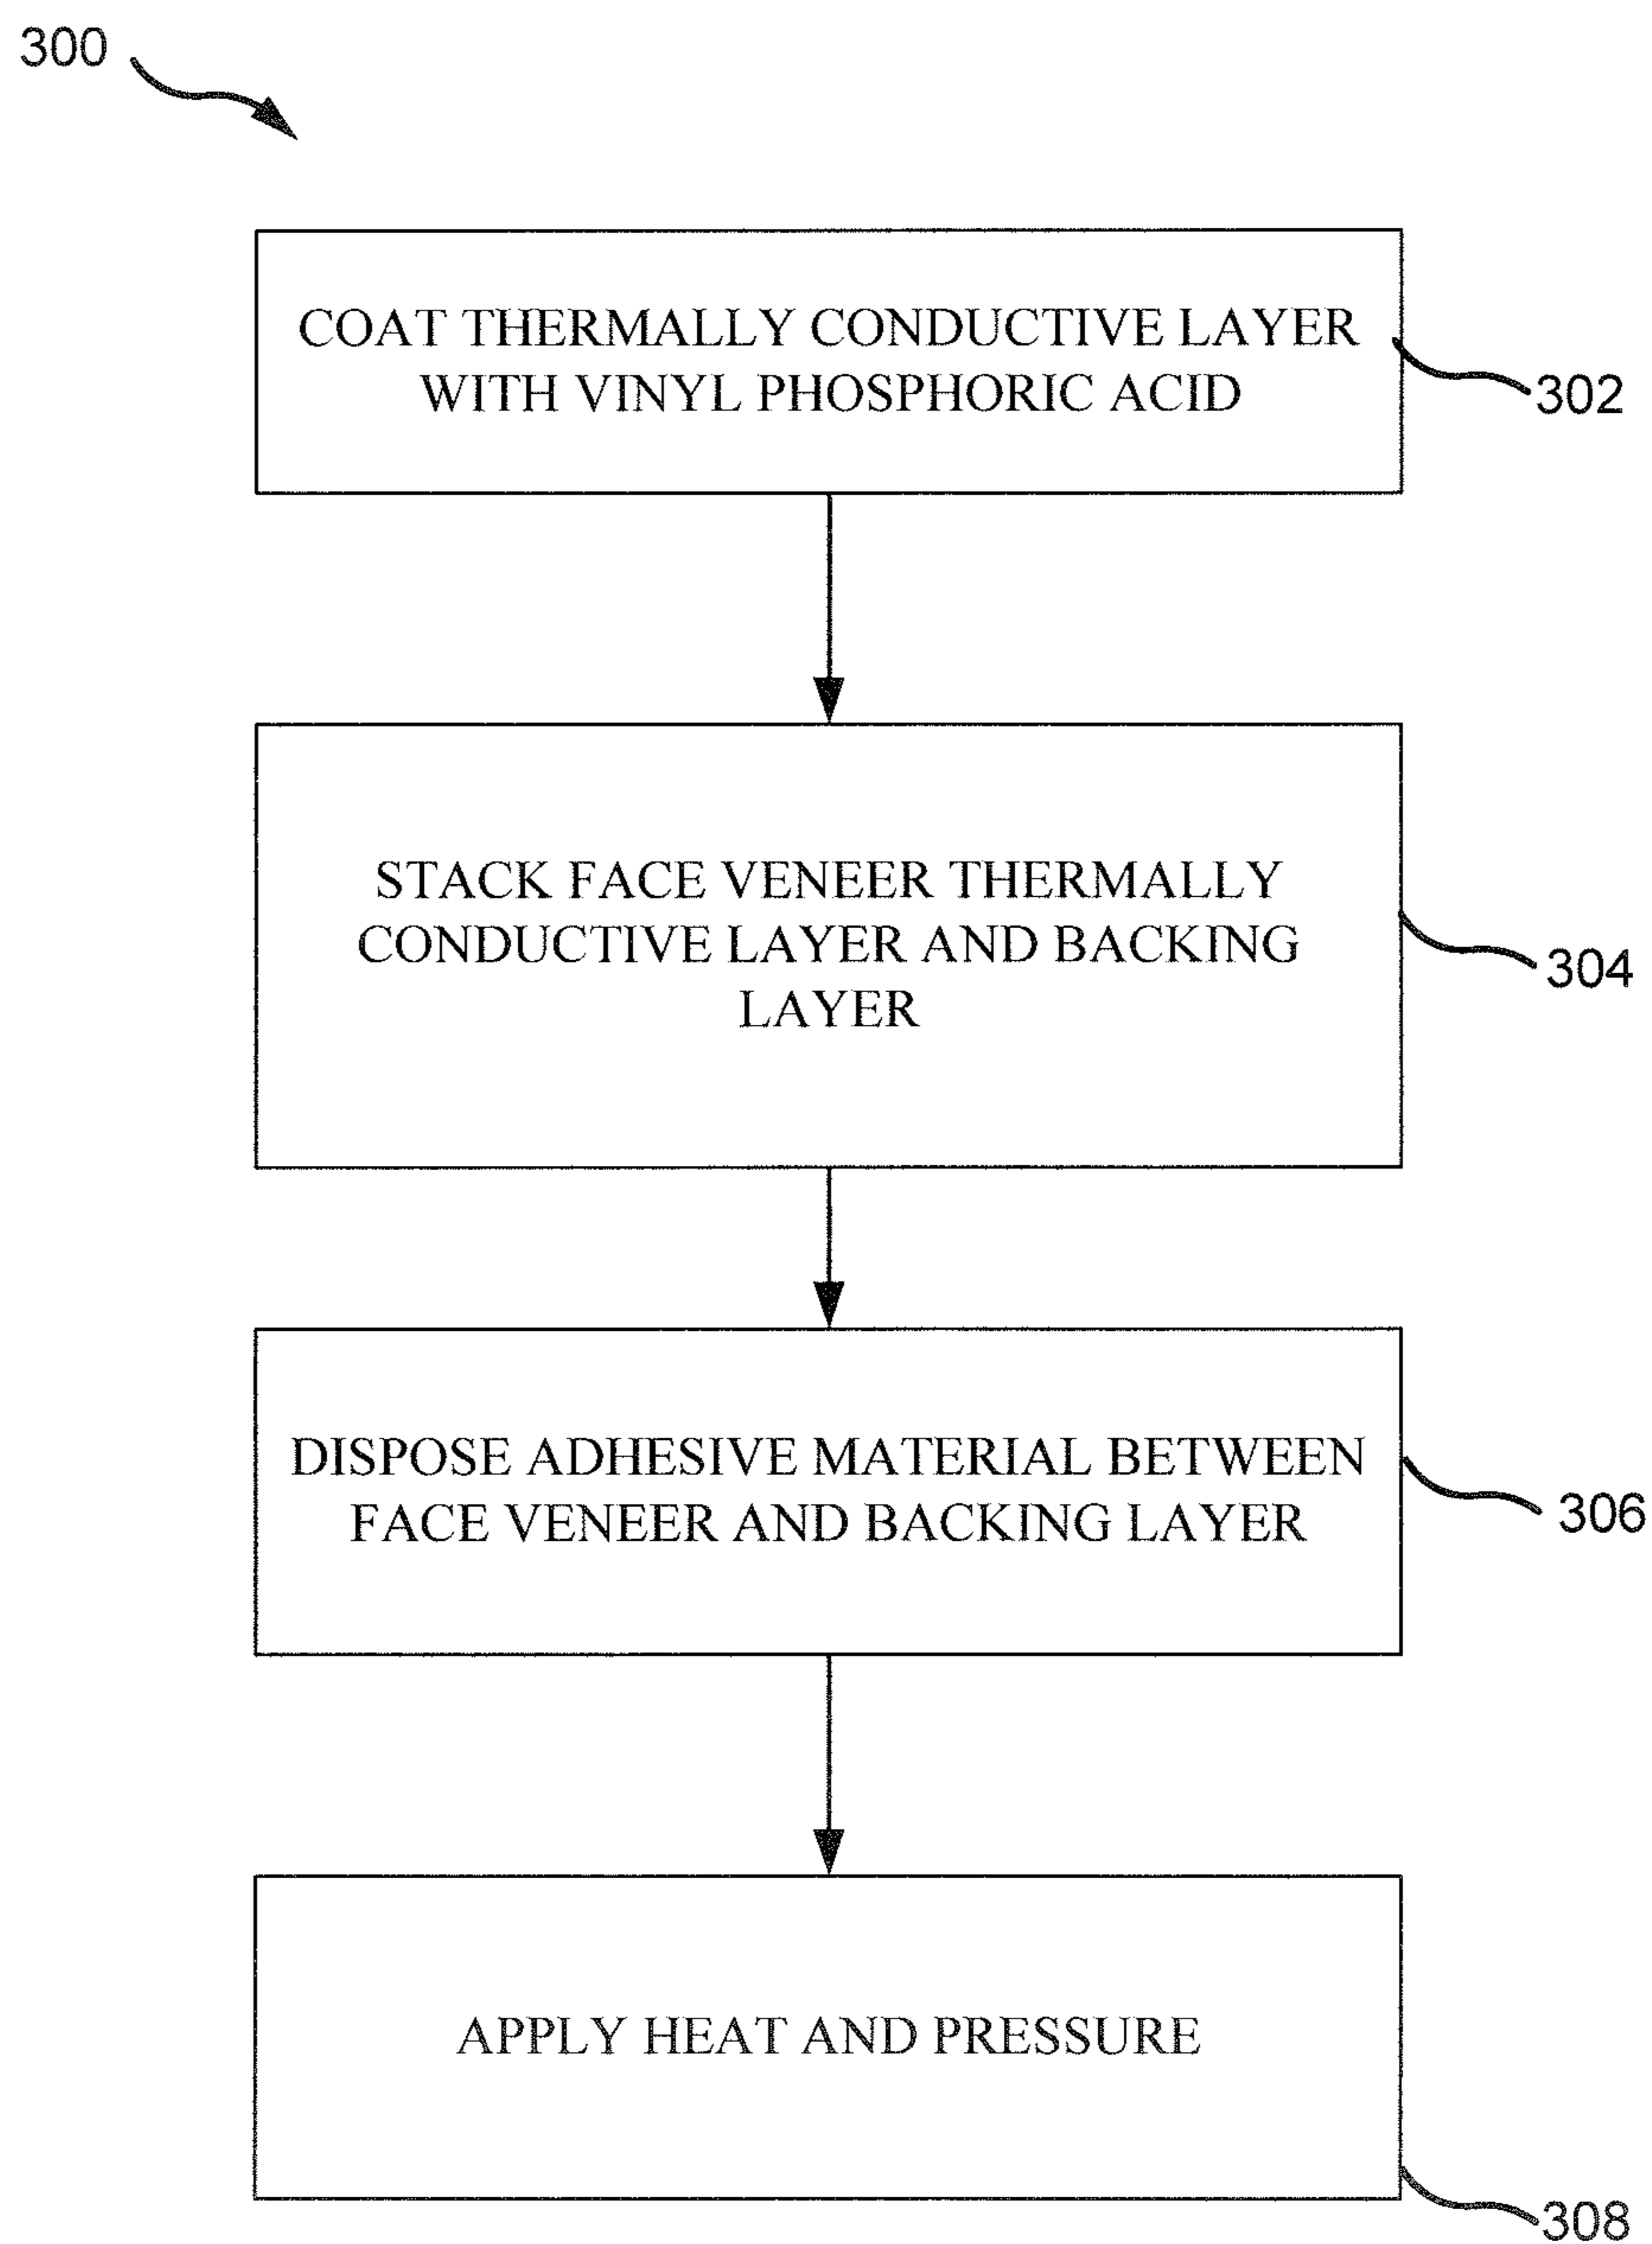 300
COAT THERMALLY CONDUCTIVE LAYER
WITH VINYL PHOSPHORIC ACID
302
STACK FACE VENEER THERMALLY
CONDUCTIVE LAYER AND BACKING
LAYER
304
DISPOSE ADHESIVE MATERIAL BETWEEN
FACE VENEER AND BACKING LAYER
306
APPLY HEAT AND PRESSURE
308